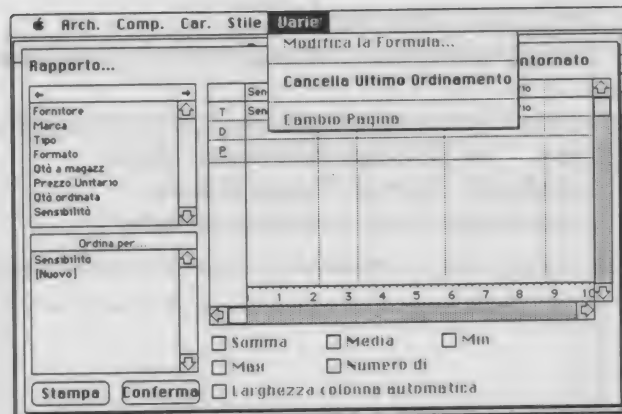 Arch. Comp. Car. Stile Varie
Modifica la Formula...
Cancella Ultimo Ordinamento
Cambio Pagina
Rapporto...
ntornato
Fornitore
Marca
Tipo
Formato
Qtà a magazz
Prezzo Unitario
Qtà ordinata
Sensibilità
Ordina per...
Sensibilità
[Nuovo]
Sen
T Sen
D
P
1 2 3 4 5 6 7 8 9 10
Somma Media Min
Max Numero di
Larghezza colonna automatica
Stampa Conferma